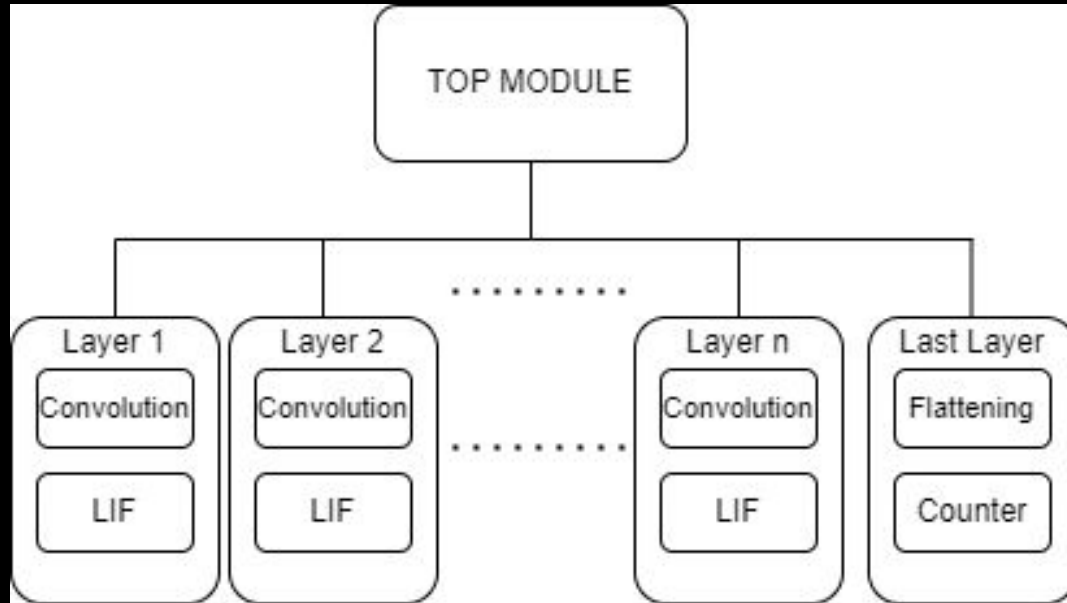 TOP MODULE
Layer 1
Convolution
LIF
Layer 2
Convolution
LIF
Layer n
Convolution
LIF
Last Layer
Flattening
Counter